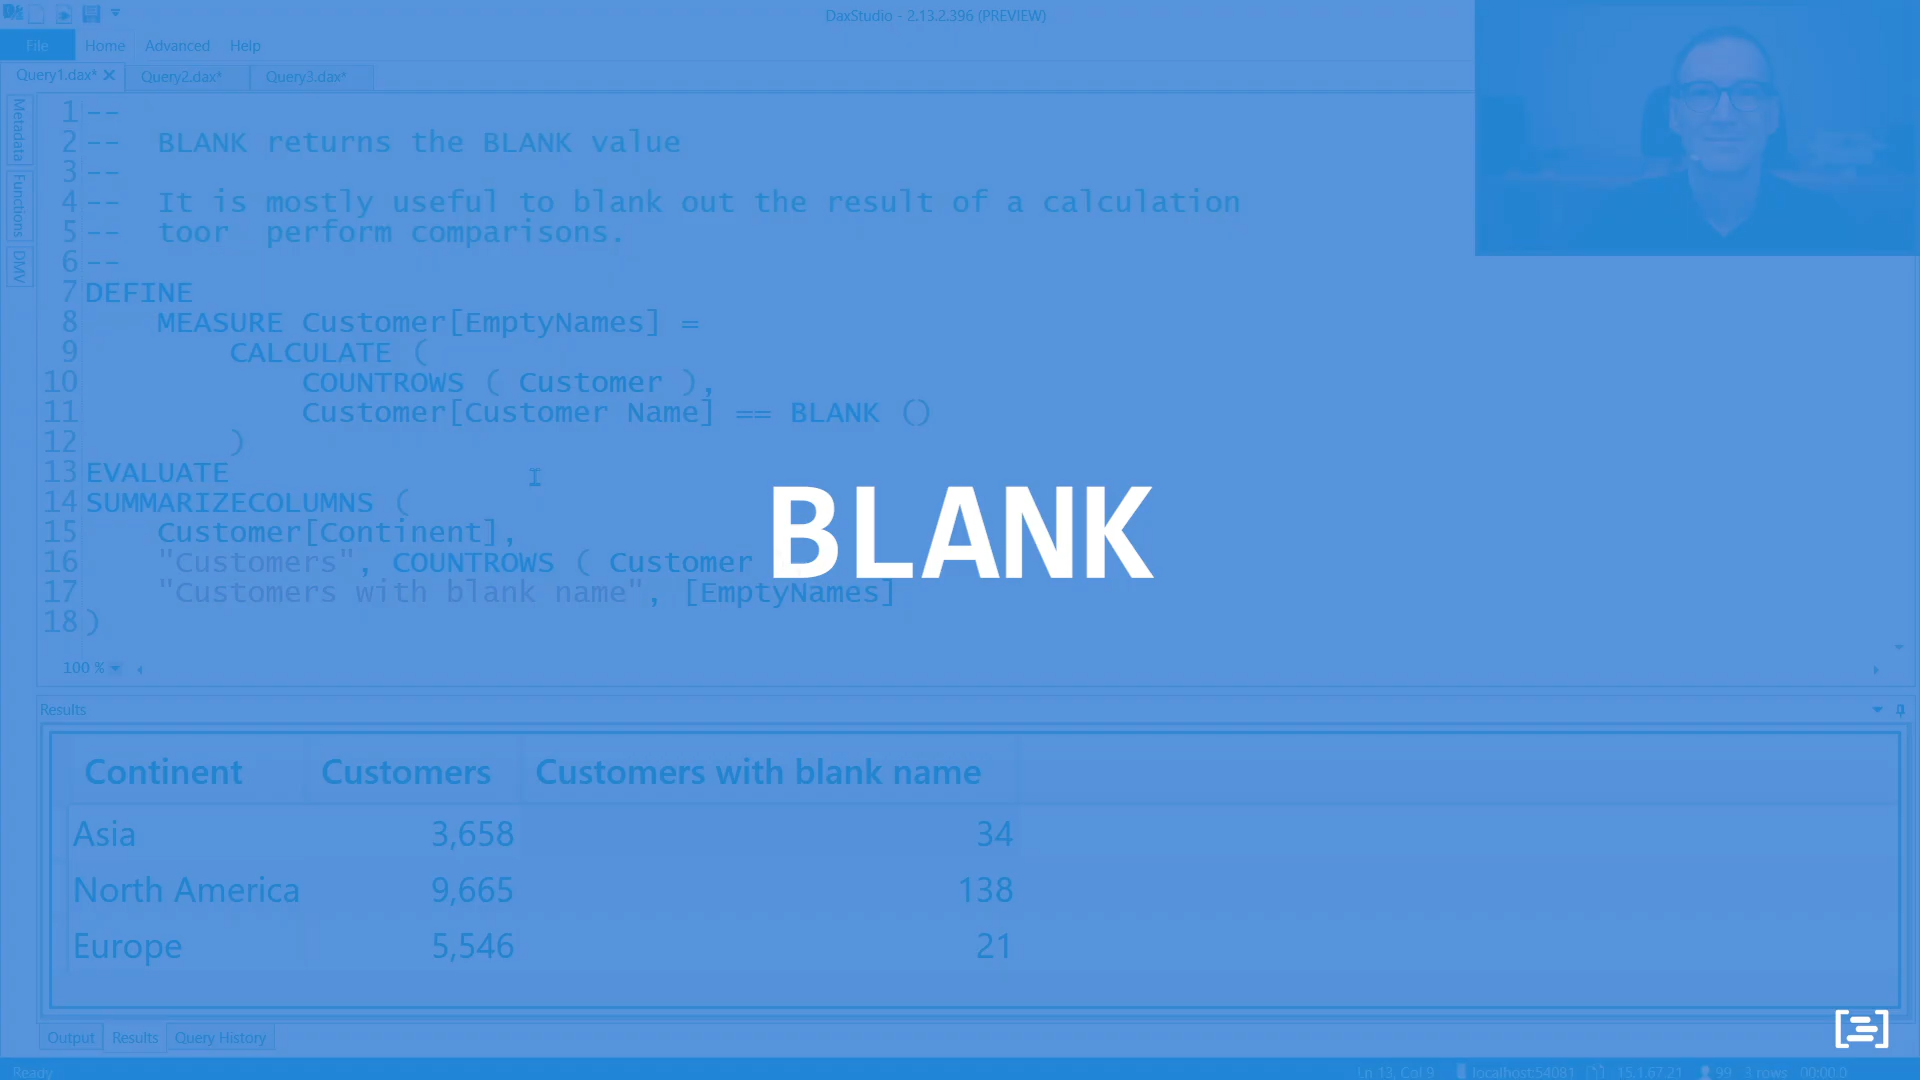 DaxStudio - 2.13.2.396 (PREVIEW)
File Home Advanced Help
Query1.dax* Query2.dax* Query3.dax*
Metadata
Functions
DMV
1 --
2 -- BLANK returns the BLANK value
3 --
4 -- It is mostly useful to blank out the result of a calculation
5 -- toor perform comparisons.
6 --
7 DEFINE
8 MEASURE Customer[EmptyNames] =
9 CALCULATE (
10 COUNTROWS ( Customer ),
11 Customer[Customer Name] == BLANK ()
12 )
13 EVALUATE
14 SUMMARIZECOLUMNS (
15 Customer[Continent],
16 "Customers", COUNTROWS ( Customer
17 "Customers with blank name", [EmptyNames]
18 )
BLANK
100 %
Results
Continent Customers Customers with blank name
Asia 3,658 34
North America 9,665 138
Europe 5,546 21
Output Results Query History
Ready Ln 13, Col 9 localhost:54081 15.1.67.21 99 3 rows 00:00.0